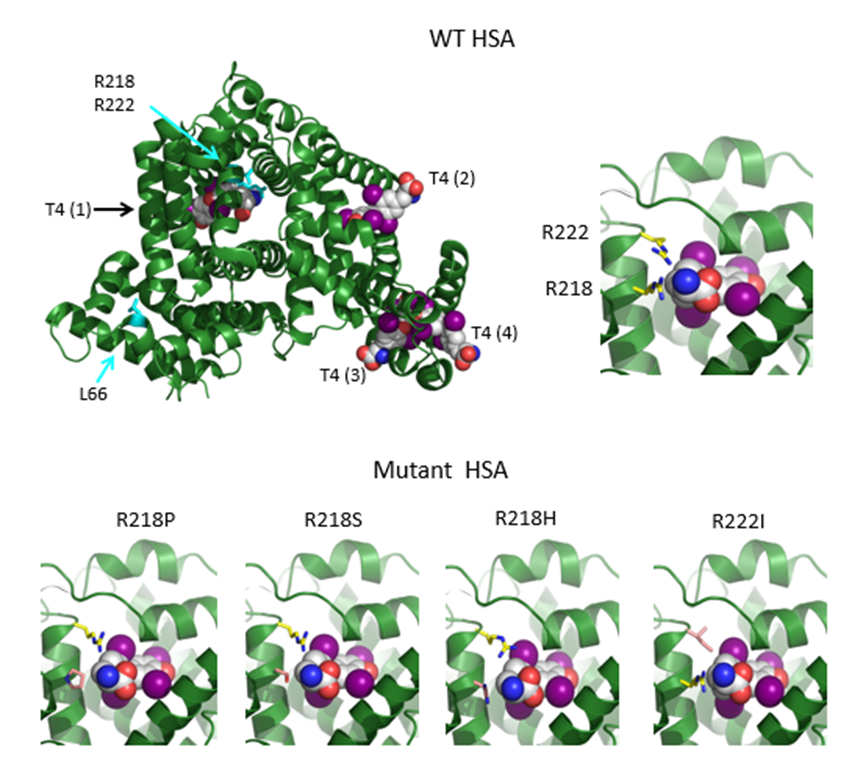 WT HSA
R218
R222
T4 (1)
T4 (2)
T4 (3)
T4 (4)
L66
R222
R218
Mutant HSA
R218P
R218S
R218H
R222I